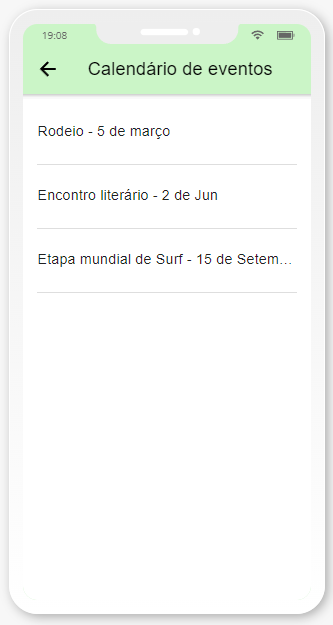 19:08
Calendário de eventos
Rodeio - 5 de março
Encontro literário - 2 de Jun
Etapa mundial de Surf - 15 de Setem...